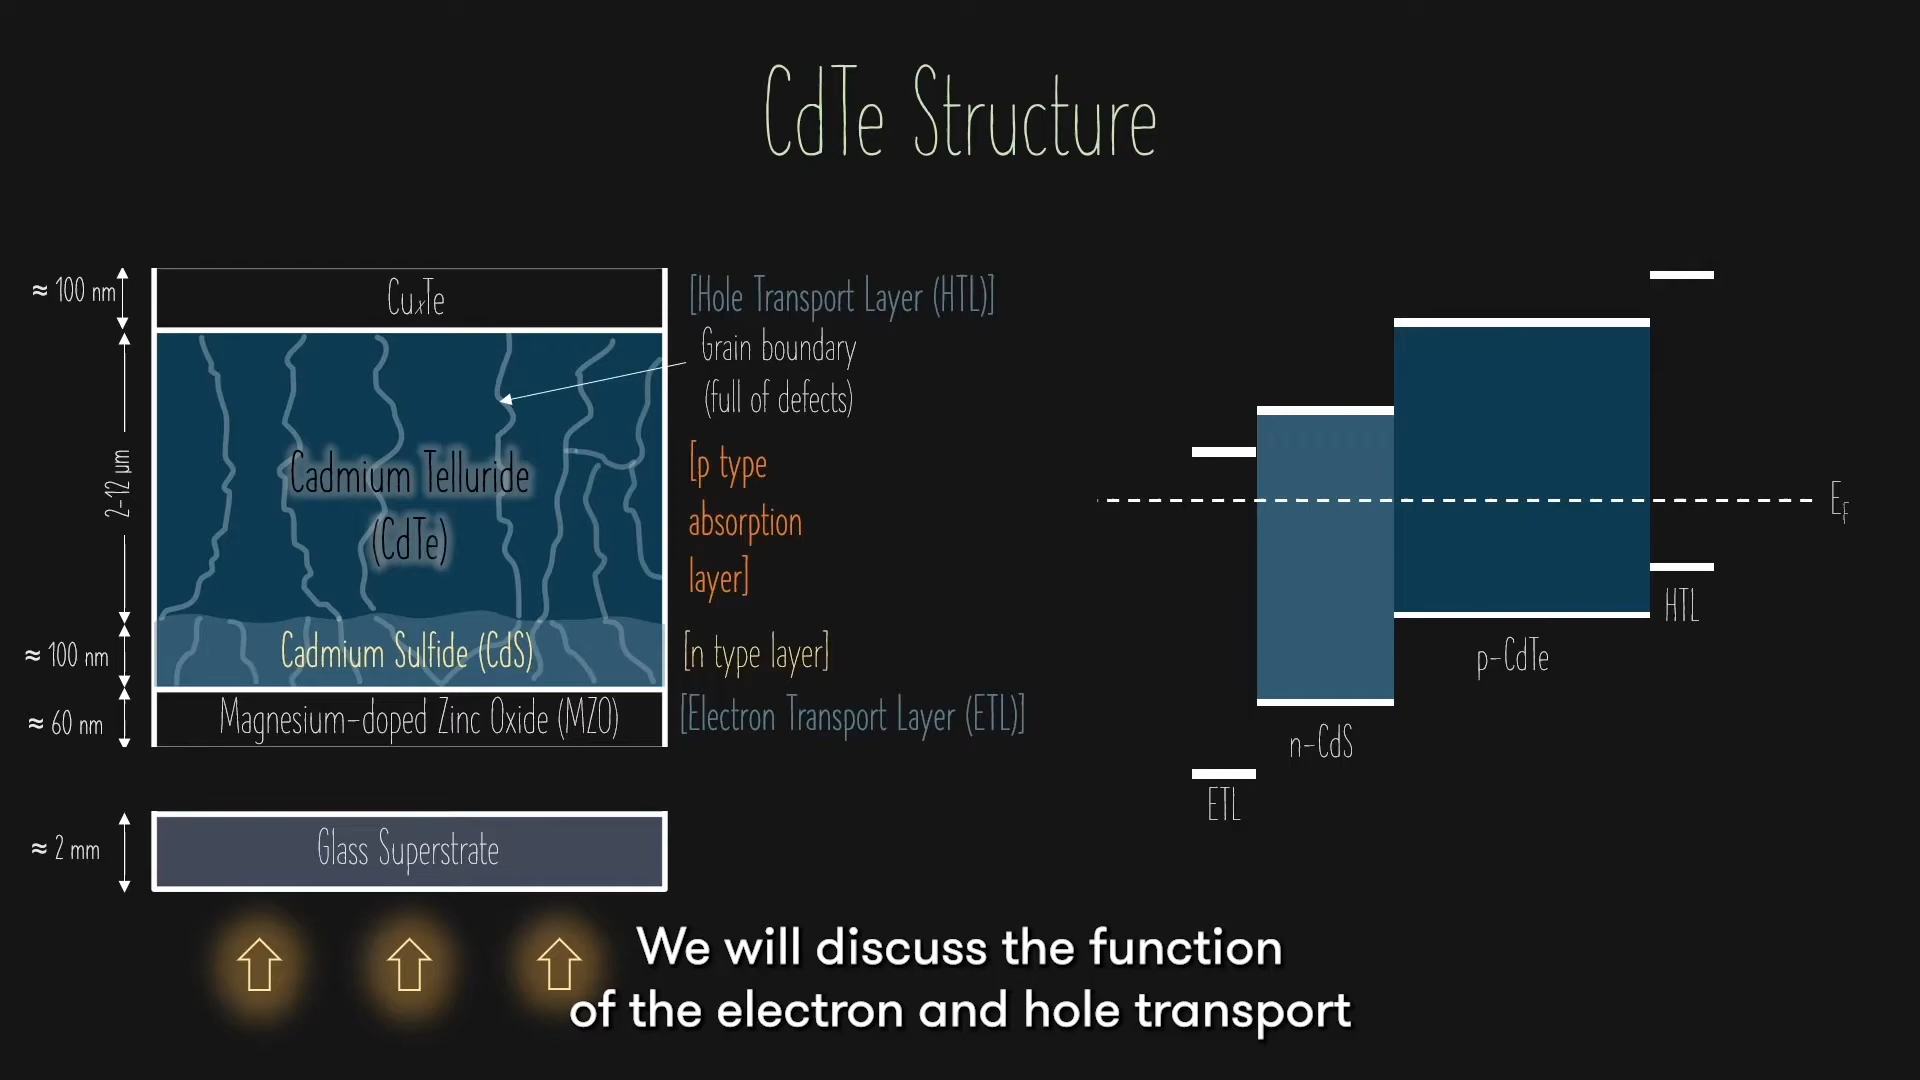 CdTe Structure
≈ 100 nm
CuxTe
[Hole Transport Layer (HTL)]
Grain boundary
(full of defects)
2-12 µm
Cadmium Telluride
(CdTe)
[p type
absorption
layer]
≈ 100 nm
Cadmium Sulfide (CdS)
[n type layer]
≈ 60 nm
Magnesium-doped Zinc Oxide (MZO)
[Electron Transport Layer (ETL)]
≈ 2 mm
Glass Superstrate
EF
HTL
p-CdTe
n-CdS
ETL
We will discuss the function
of the electron and hole transport